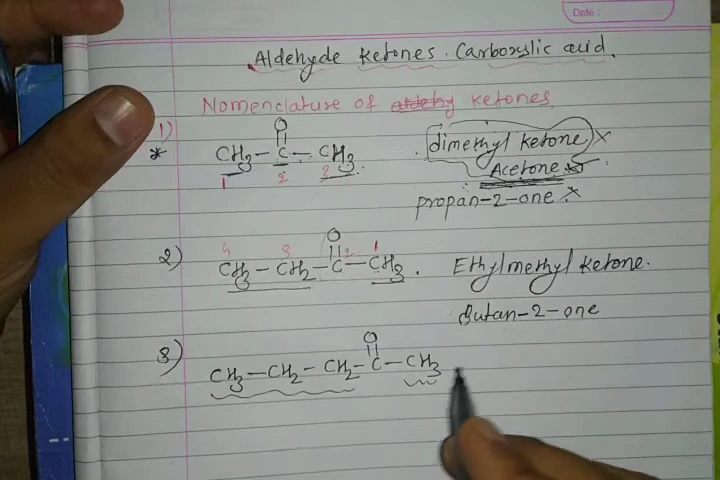 Date:
Aldehyde Ketones. Carboxylic acid.
Nomenclature of aldehy ketones
1)
* CH3-C-CH3. dimethyl ketone x
O
1 2 3
Acetone
propan-2-one x
2) CH3-CH2-C-CH3. Ethylmethyl ketone.
O
4 3 2 1
Butan-2-one
3) CH3-CH2-CH2-C-CH3
O